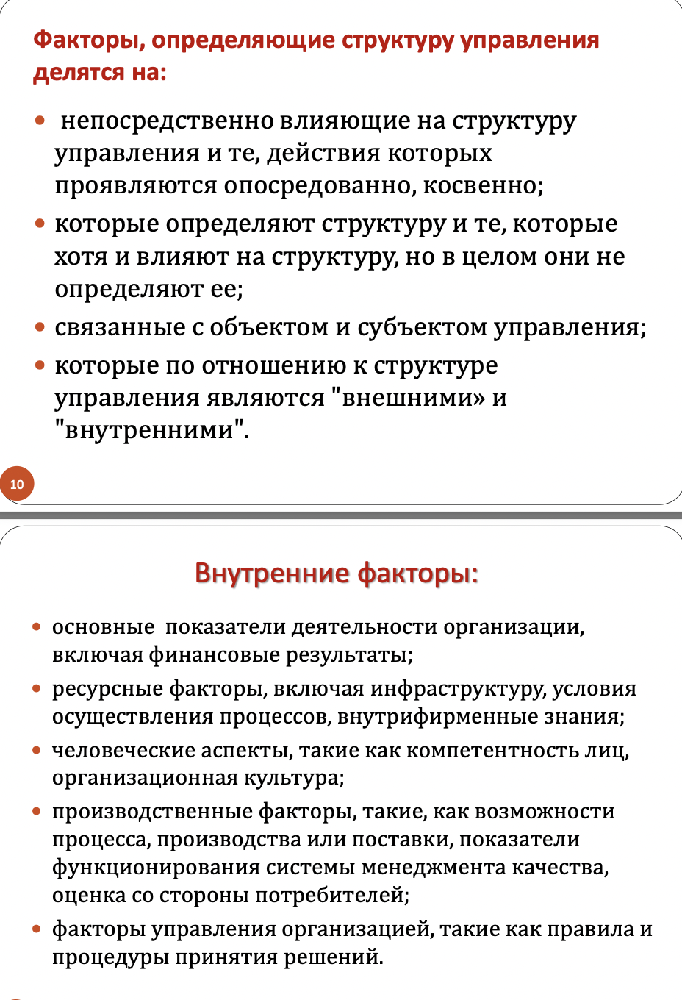 Факторы, определяющие структуру управления
делятся на:
• непосредственно влияющие на структуру
управления и те, действия которых
проявляются опосредованно, косвенно;
• которые определяют структуру и те, которые
хотя и влияют на структуру, но в целом они не
определяют ее;
• связанные с объектом и субъектом управления;
• которые по отношению к структуре
управления являются "внешними» и
"внутренними".
10
Внутренние факторы:
• основные показатели деятельности организации,
включая финансовые результаты;
• ресурсные факторы, включая инфраструктуру, условия
осуществления процессов, внутрифирменные знания;
• человеческие аспекты, такие как компетентность лиц,
организационная культура;
• производственные факторы, такие, как возможности
процесса, производства или поставки, показатели
функционирования системы менеджмента качества,
оценка со стороны потребителей;
• факторы управления организацией, такие как правила и
процедуры принятия решений.